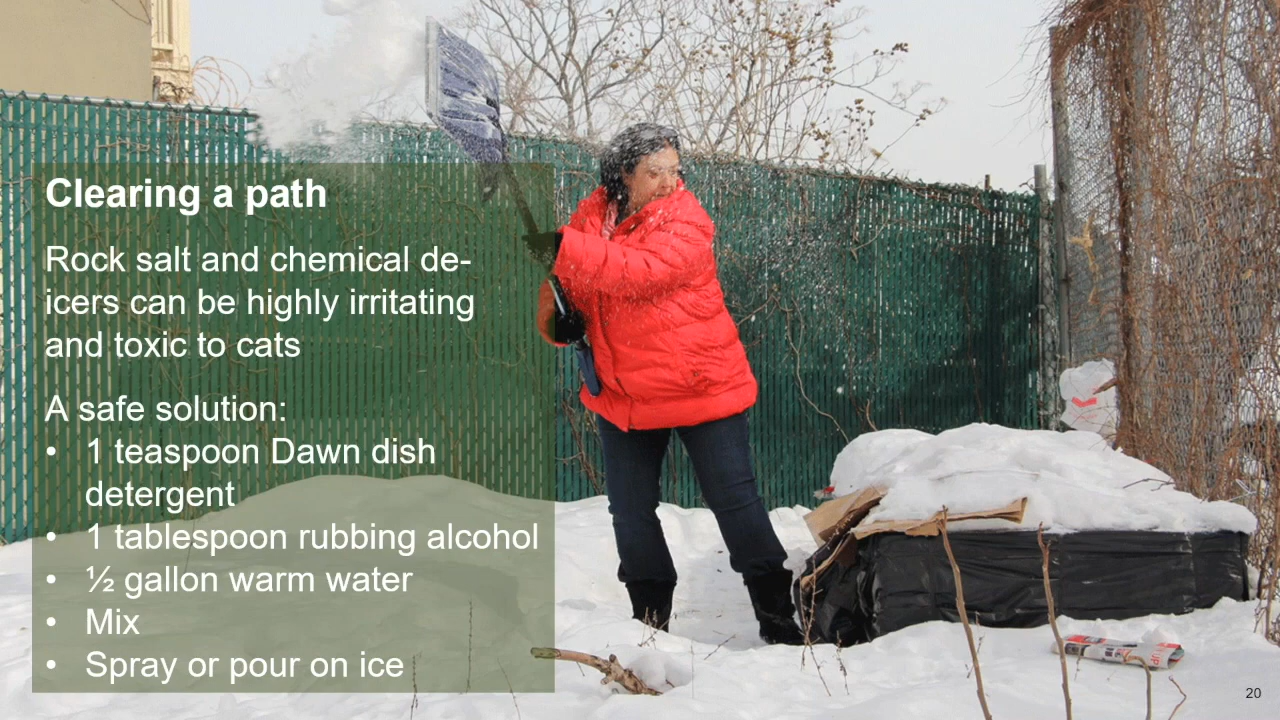 Clearing a path
Rock salt and chemical de-
icers can be highly irritating
and toxic to cats
A safe solution:
• 1 teaspoon Dawn dish
detergent
• 1 tablespoon rubbing alcohol
• ½ gallon warm water
• Mix
• Spray or pour on ice
20